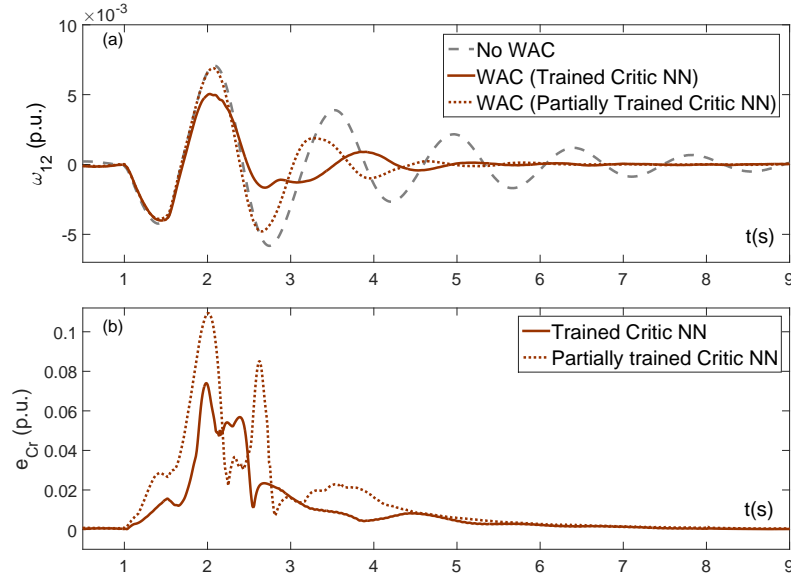 ×10⁻³
(a)
10
5
0
-5
ω₁₂ (p.u.)
No WAC
WAC (Trained Critic NN)
WAC (Partially Trained Critic NN)
t(s)
1 2 3 4 5 6 7 8 9
(b)
0.1
0.08
0.06
0.04
0.02
0
e_Cr (p.u.)
Trained Critic NN
Partially trained Critic NN
t(s)
1 2 3 4 5 6 7 8 9